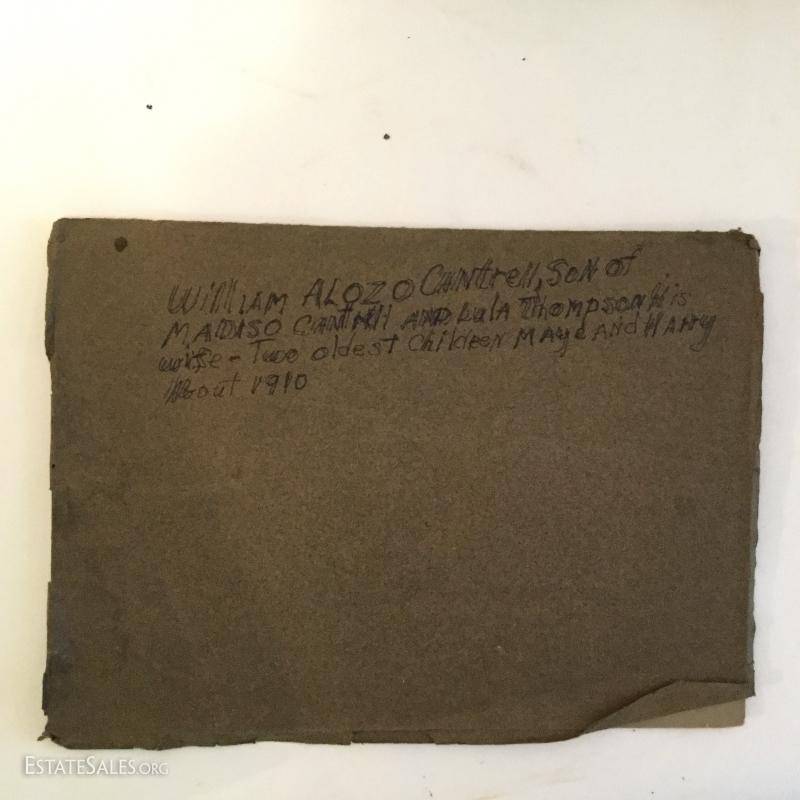 William Alozo Cantrell, Son of
Madiso Cantrell and Lula Thompson His
wife - Two oldest children Maye and Harry
About 1910
EstateSales.org